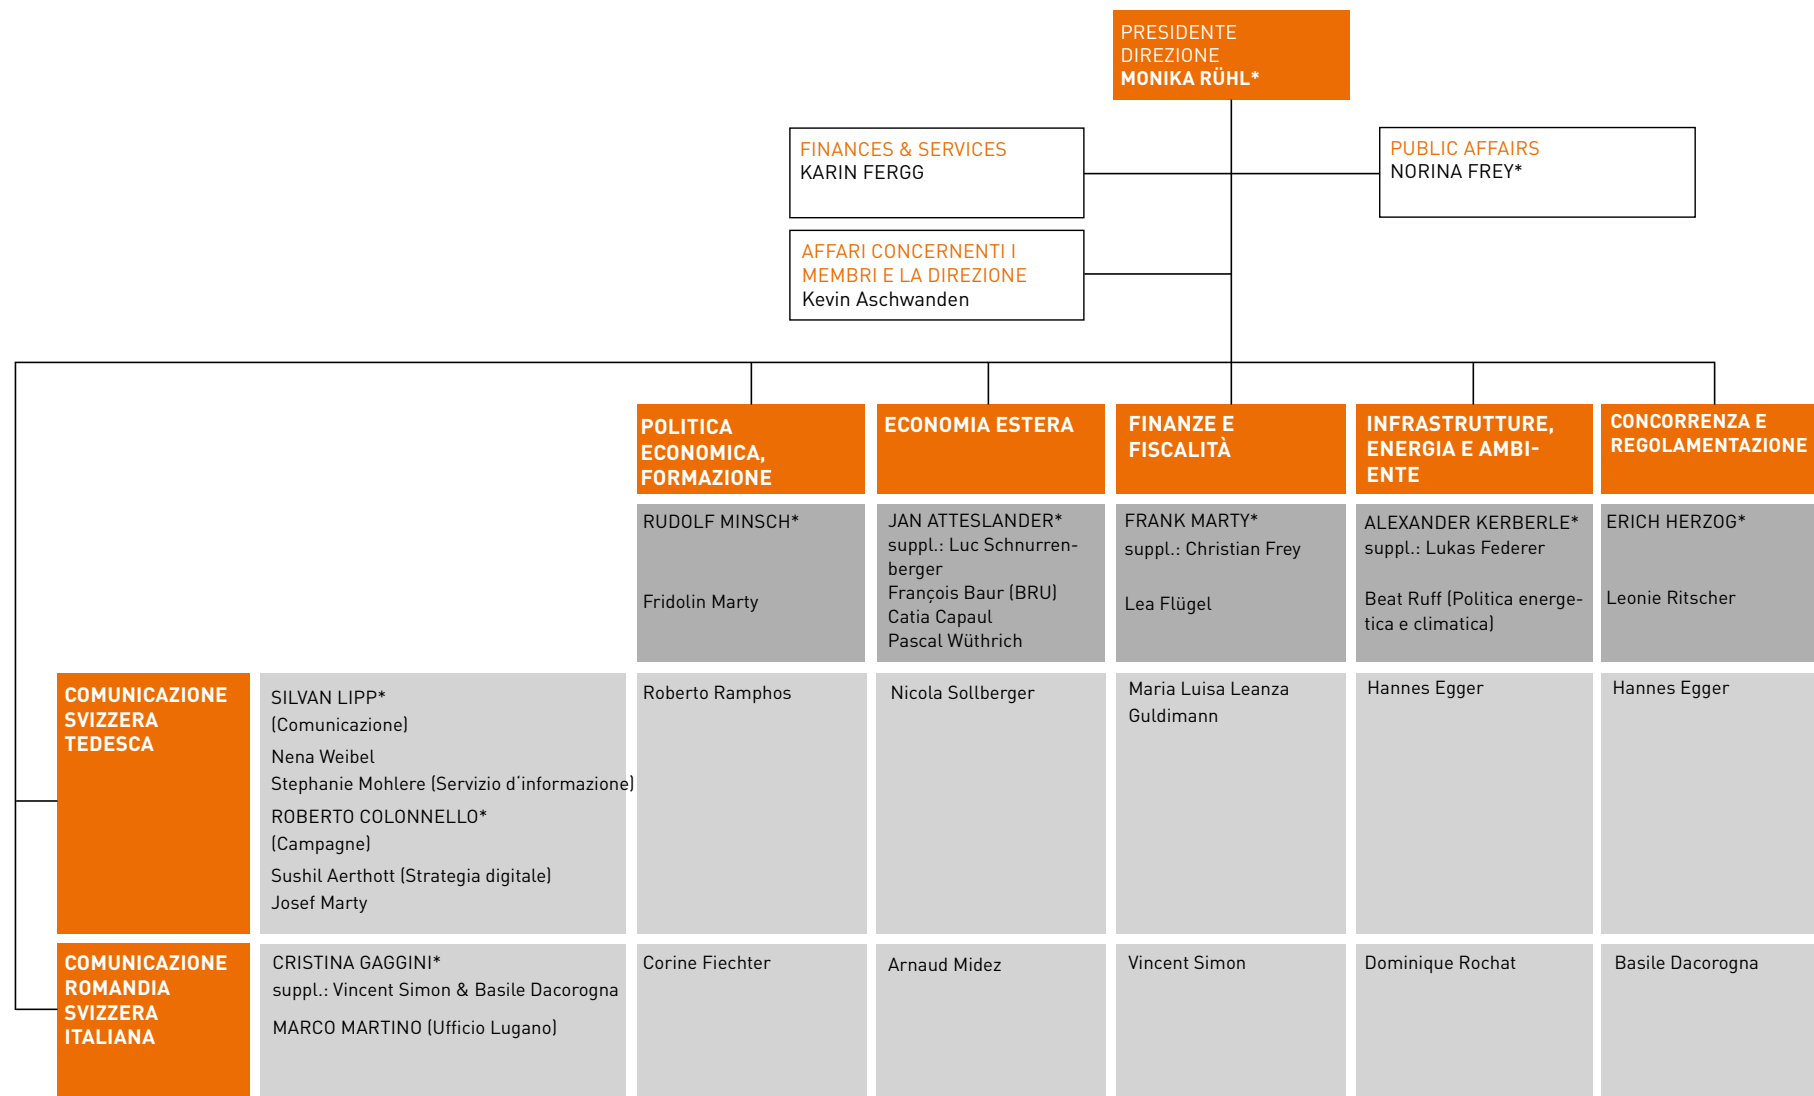 PRESIDENTE
DIREZIONE
MONIKA RÜHL*
FINANCES & SERVICES
KARIN FERGG
PUBLIC AFFAIRS
NORINA FREY*
AFFARI CONCERNENTI I
MEMBRI E LA DIREZIONE
Kevin Aschwanden
POLITICA
ECONOMICA,
FORMAZIONE
ECONOMIA ESTERA
FINANZE E
FISCALITÀ
INFRASTRUTTURE,
ENERGIA E AMBI-
ENTE
CONCORRENZA E
REGOLAMENTAZIONE
RUDOLF MINSCH*
Fridolin Marty
JAN ATTESLANDER*
suppl.: Luc Schnurren-
berger
François Baur (BRU)
Catia Capaul
Pascal Wüthrich
FRANK MARTY*
suppl.: Christian Frey
Lea Flügel
ALEXANDER KERBERLE*
suppl.: Lukas Federer
Beat Ruff (Politica energe-
tica e climatica)
ERICH HERZOG*
Leonie Ritscher
COMUNICAZIONE
SVIZZERA
TEDESCA
SILVAN LIPP*
(Comunicazione)
Nena Weibel
Stephanie Mohlere (Servizio d'informazione)
ROBERTO COLONNELLO*
(Campagne)
Sushil Aerthott (Strategia digitale)
Josef Marty
Roberto Ramphos
Nicola Sollberger
Maria Luisa Leanza
Guldimann
Hannes Egger
Hannes Egger
COMUNICAZIONE
ROMANDIA
SVIZZERA
ITALIANA
CRISTINA GAGGINI*
suppl.: Vincent Simon & Basile Dacorogna
MARCO MARTINO (Ufficio Lugano)
Corine Fiechter
Arnaud Midez
Vincent Simon
Dominique Rochat
Basile Dacorogna